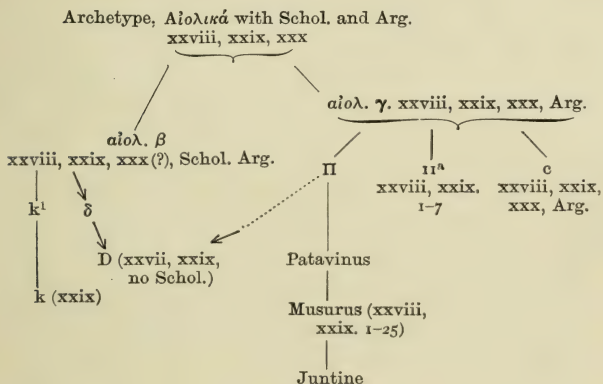 Archetype, Αἰολικά with Schol. and Arg.
xxviii, xxix, xxx
αἰολ. γ. xxviii, xxix, xxx, Arg.
αἰολ. β
xxviii, xxix, xxx(?), Schol. Arg.
Π
11ª
c
xxviii, xxix.
xxviii, xxix,
1-7
xxx, Arg.
k¹
δ
D (xxvii, xxix,
no Schol.)
Patavinus
k (xxix)
Musurus (xxviii,
xxix. 1-25)
Juntine